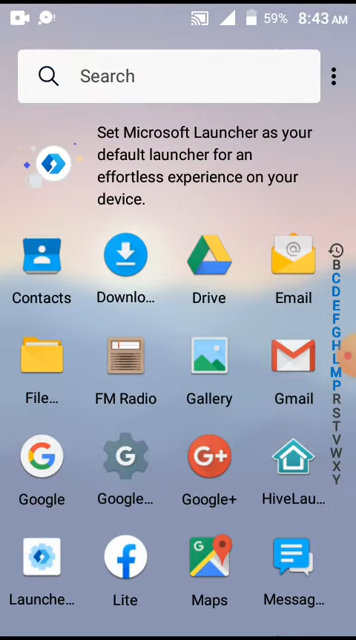 59% 8:43 AM
Search
Set Microsoft Launcher as your
default launcher for an
effortless experience on your
device.
Contacts Downlo... Drive Email
File... FM Radio Gallery Gmail
Google Google... Google+ HiveLau...
Launche... Lite Maps Messag...
B
C
D
E
F
G
H
L
M
P
R
S
T
V
W
X
Y